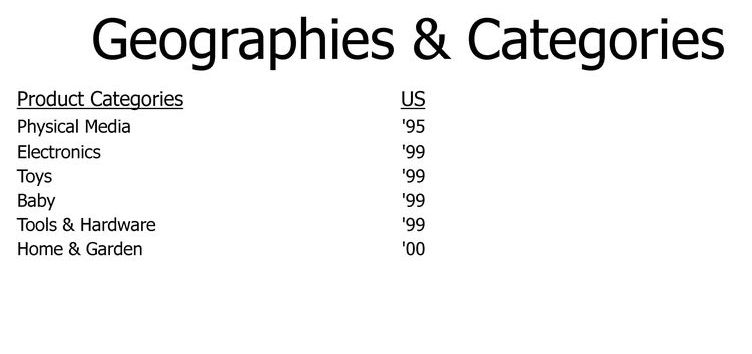 Geographies & Categories
Product Categories US
Physical Media '95
Electronics '99
Toys '99
Baby '99
Tools & Hardware '99
Home & Garden '00